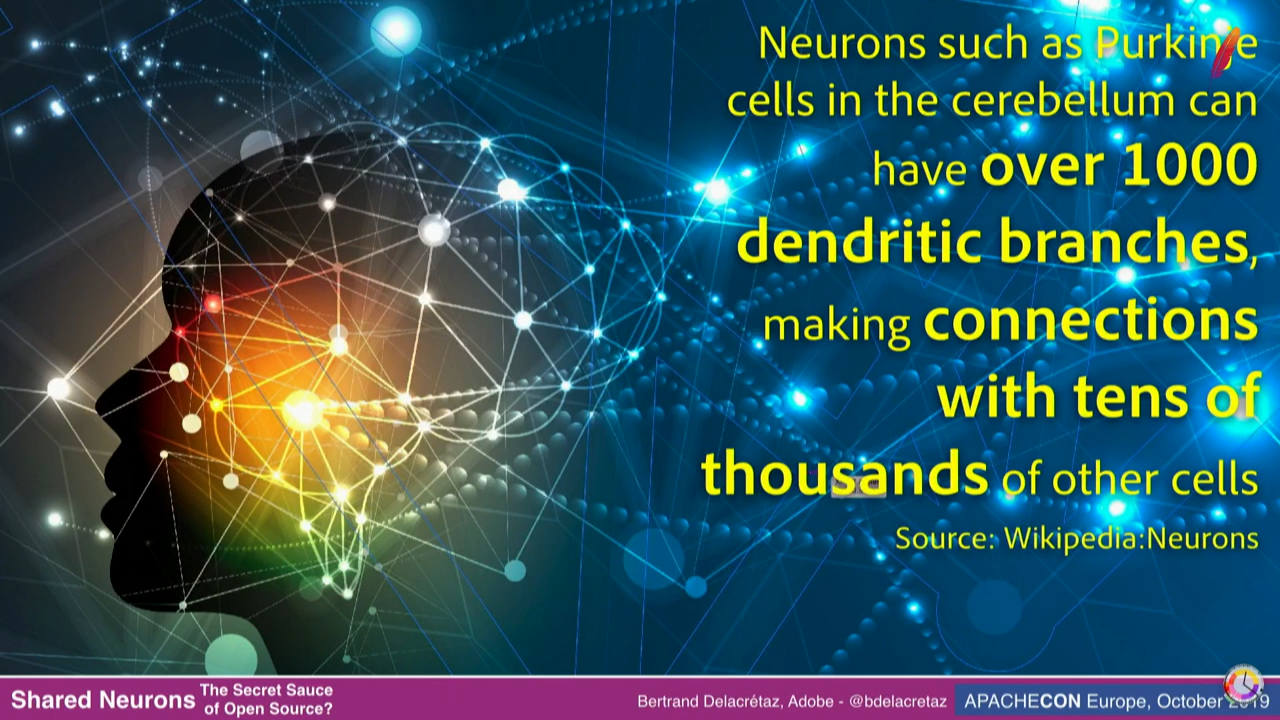 Neurons such as Purkinje
cells in the cerebellum can
have over 1000
dendritic branches,
making connections
with tens of
thousands of other cells
Source: Wikipedia:Neurons
Shared Neurons
The Secret Sauce
of Open Source?
Bertrand Delacrétaz, Adobe - @bdelacretaz
APACHECON Europe, October 2019